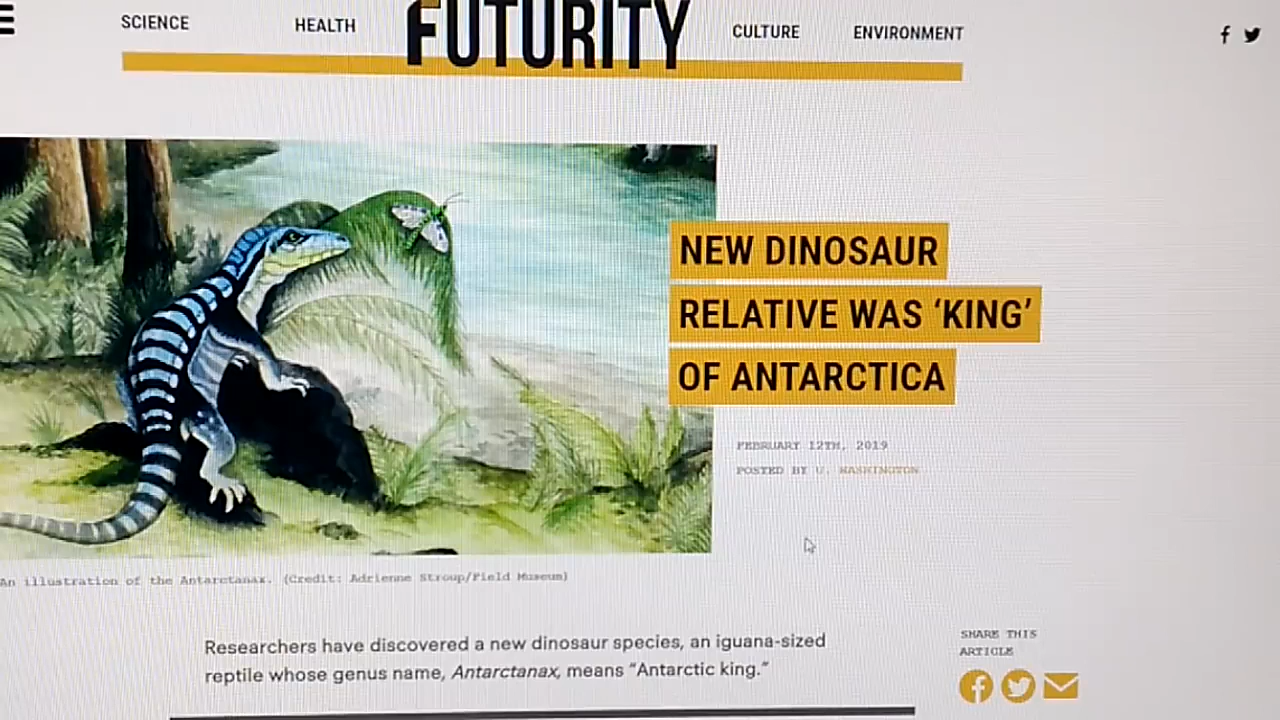 SCIENCE
HEALTH
FUTURITY
CULTURE
ENVIRONMENT
NEW DINOSAUR
RELATIVE WAS ‘KING’
OF ANTARCTICA
FEBRUARY 12TH, 2019
POSTED BY U. WASHINGTON
An illustration of the Antarctanax. (Credit: Adrienne Stroup/Field Museum)
Researchers have discovered a new dinosaur species, an iguana-sized
reptile whose genus name, Antarctanax, means “Antarctic king.”
SHARE THIS
ARTICLE